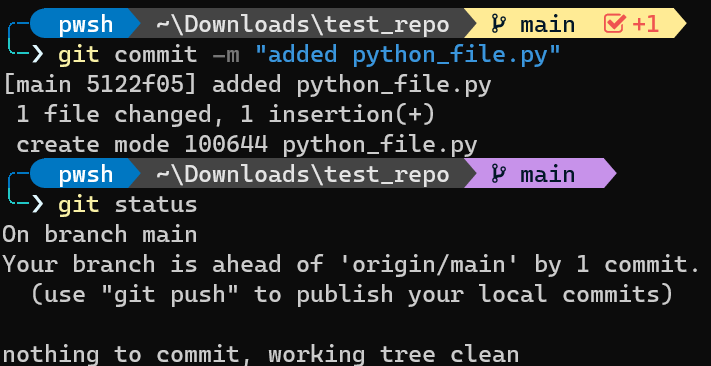 pwsh ~\Downloads\test_repo main +1
❯ git commit -m "added python_file.py"
[main 5122f05] added python_file.py
1 file changed, 1 insertion(+)
create mode 100644 python_file.py
pwsh ~\Downloads\test_repo main
❯ git status
On branch main
Your branch is ahead of 'origin/main' by 1 commit.
(use "git push" to publish your local commits)
nothing to commit, working tree clean